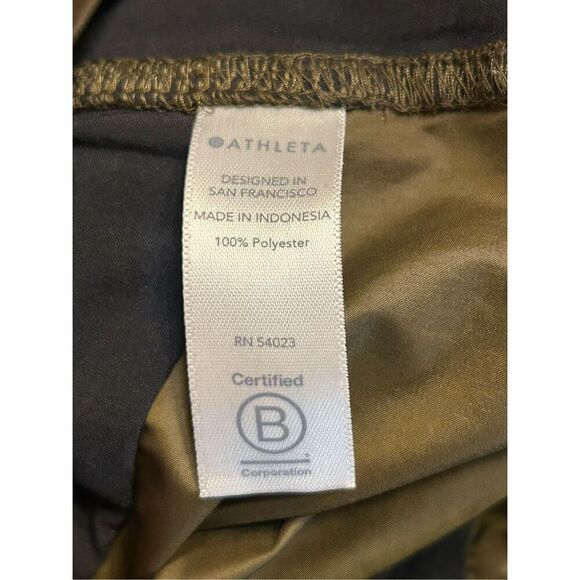 ATHLETA
DESIGNED IN
SAN FRANCISCO
MADE IN INDONESIA
100% Polyester
RN 54023
Certified
B
Corporation